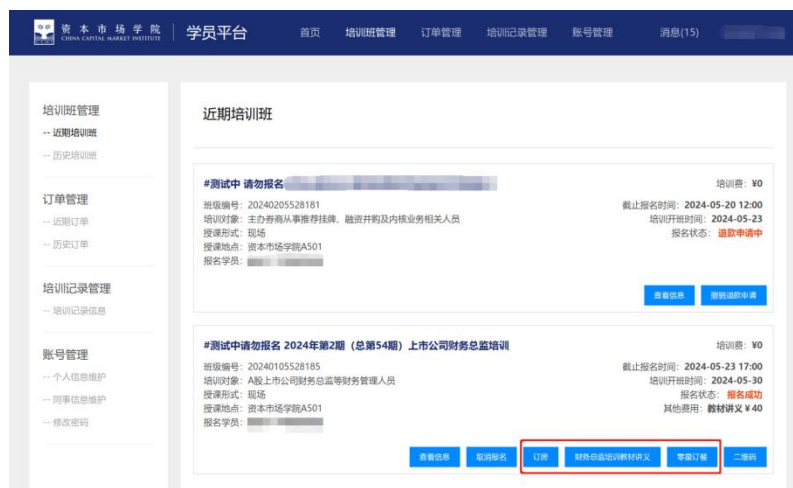 资本市场学院
CHINA CAPITAL MARKET INSTITUTE
学员平台
首页 培训班管理 订单管理 培训记录管理 账号管理 消息(15)
培训班管理
-- 近期培训班
-- 历史培训班
订单管理
-- 近期订单
-- 历史订单
培训记录管理
-- 培训记录信息
账号管理
-- 个人信息维护
-- 同事信息维护
-- 修改密码
近期培训班
#测试中 请勿报名
培训费：¥0
班级编号：20240205528181
截止报名时间：2024-05-20 12:00
培训对象：主办券商从事推荐挂牌、融资并购及内核业务相关人员
培训开班时间：2024-05-23
授课形式：现场
报名状态：退款申请中
授课地点：资本市场学院A501
报名学员：
查看信息 撤销退款申请
#测试中请勿报名 2024年第2期（总第54期）上市公司财务总监培训
培训费：¥0
班级编号：20240105528185
截止报名时间：2024-05-23 17:00
培训对象：A股上市公司财务总监等财务管理人员
培训开班时间：2024-05-30
授课形式：现场
报名状态：报名成功
授课地点：资本市场学院A501
其他费用：教材讲义¥40
报名学员：
查看信息 取消报名 订房 财务总监培训教材讲义 零星订餐 二维码